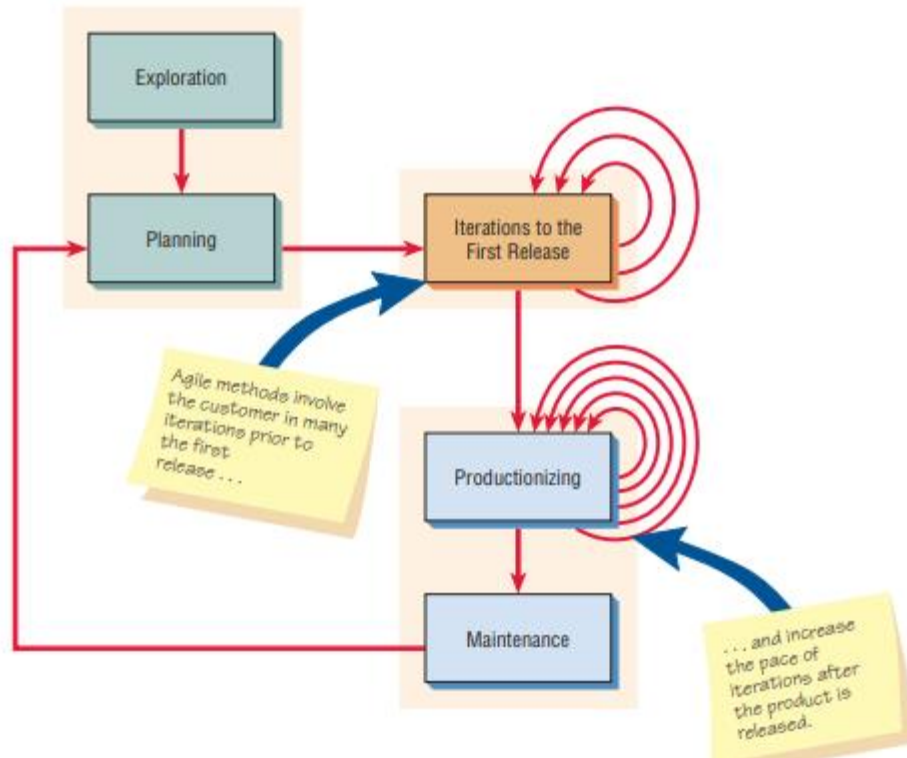 Exploration
Planning
Iterations to the
First Release
Agile methods involve
the customer in many
iterations prior to
the first
release . . .
Productionizing
Maintenance
. . . and increase
the pace of
iterations after
the product is
released.